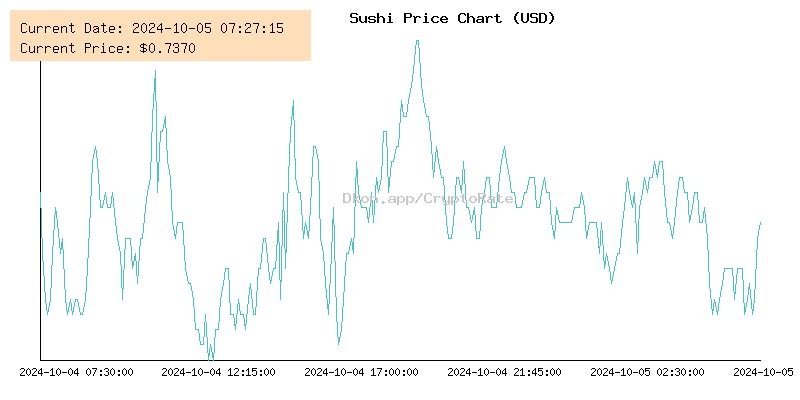 Sushi Price Chart (USD)
Current Date: 2024-10-05 07:27:15
Current Price: $0.7370
Dkoh.app/CryptoRate
2024-10-04 07:30:00 2024-10-04 12:15:00 2024-10-04 17:00:00 2024-10-04 21:45:00 2024-10-05 02:30:00 2024-10-05